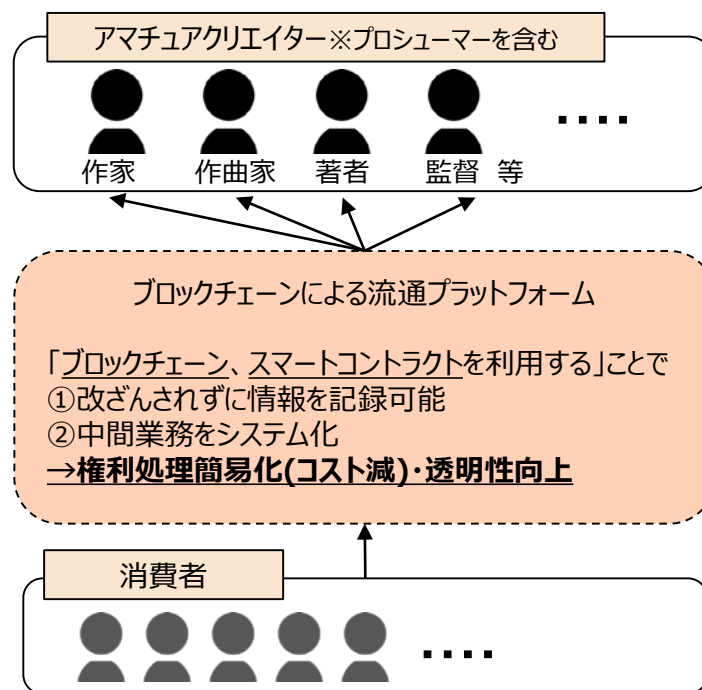 アマチュアクリエイター※プロシューマーを含む
････
作家 作曲家 著者 監督 等
ブロックチェーンによる流通プラットフォーム
「ブロックチェーン、スマートコントラクトを利用する」ことで
①改ざんされずに情報を記録可能
②中間業務をシステム化
→権利処理簡易化(コスト減)･透明性向上
消費者
････